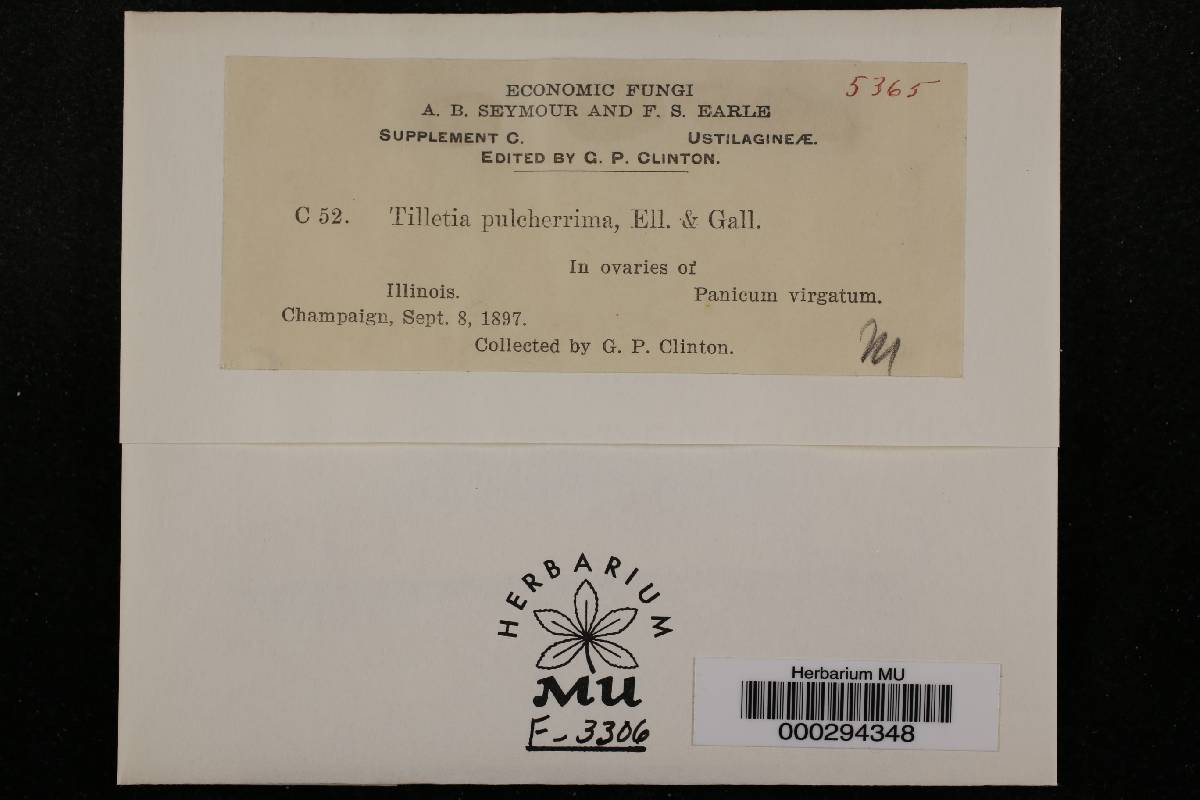 ECONOMIC FUNGI
5365
A. B. SEYMOUR AND F. S. EARLE
SUPPLEMENT C. USTILAGINEÆ.
EDITED BY G. P. CLINTON.
C 52. Tilletia pulcherrima, Ell. & Gall.
In ovaries of
Illinois. Panicum virgatum.
Champaign, Sept. 8, 1897.
Collected by G. P. Clinton.
M
HERBARIUM
MU
F-3306
Herbarium MU
000294348